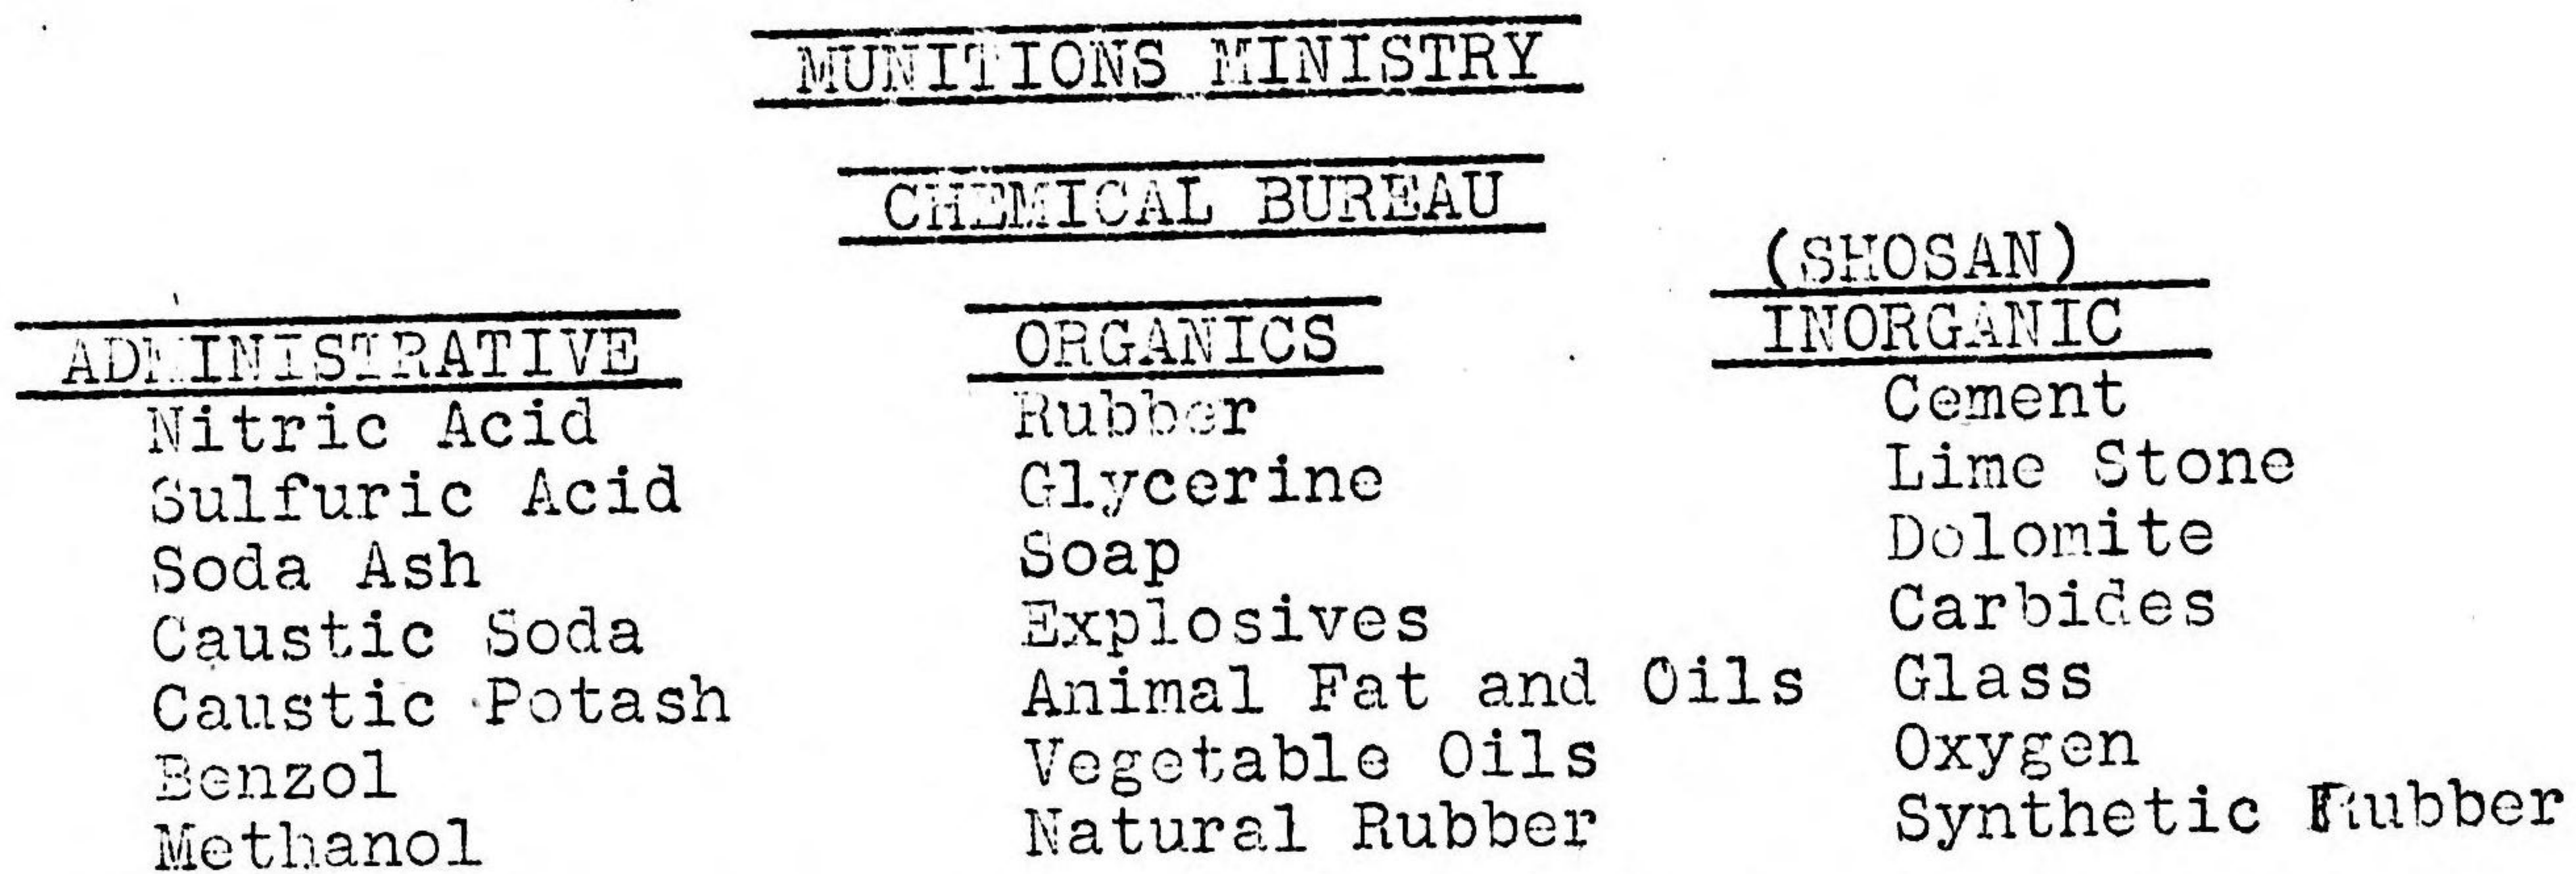 MUNITIONS MINISTRY
CHEMICAL BUREAU
(SHOSAN)
ADMINISTRATIVE
Nitric Acid
Sulfuric Acid
Soda Ash
Caustic Soda
Caustic Potash
Benzol
Methanol
ORGANICS
Rubber
Glycerine
Soap
Explosives
Animal Fat and Oils
Vegetable Oils
Natural Rubber
INORGANIC
Cement
Lime Stone
Dolomite
Carbides
Glass
Oxygen
Synthetic Rubber